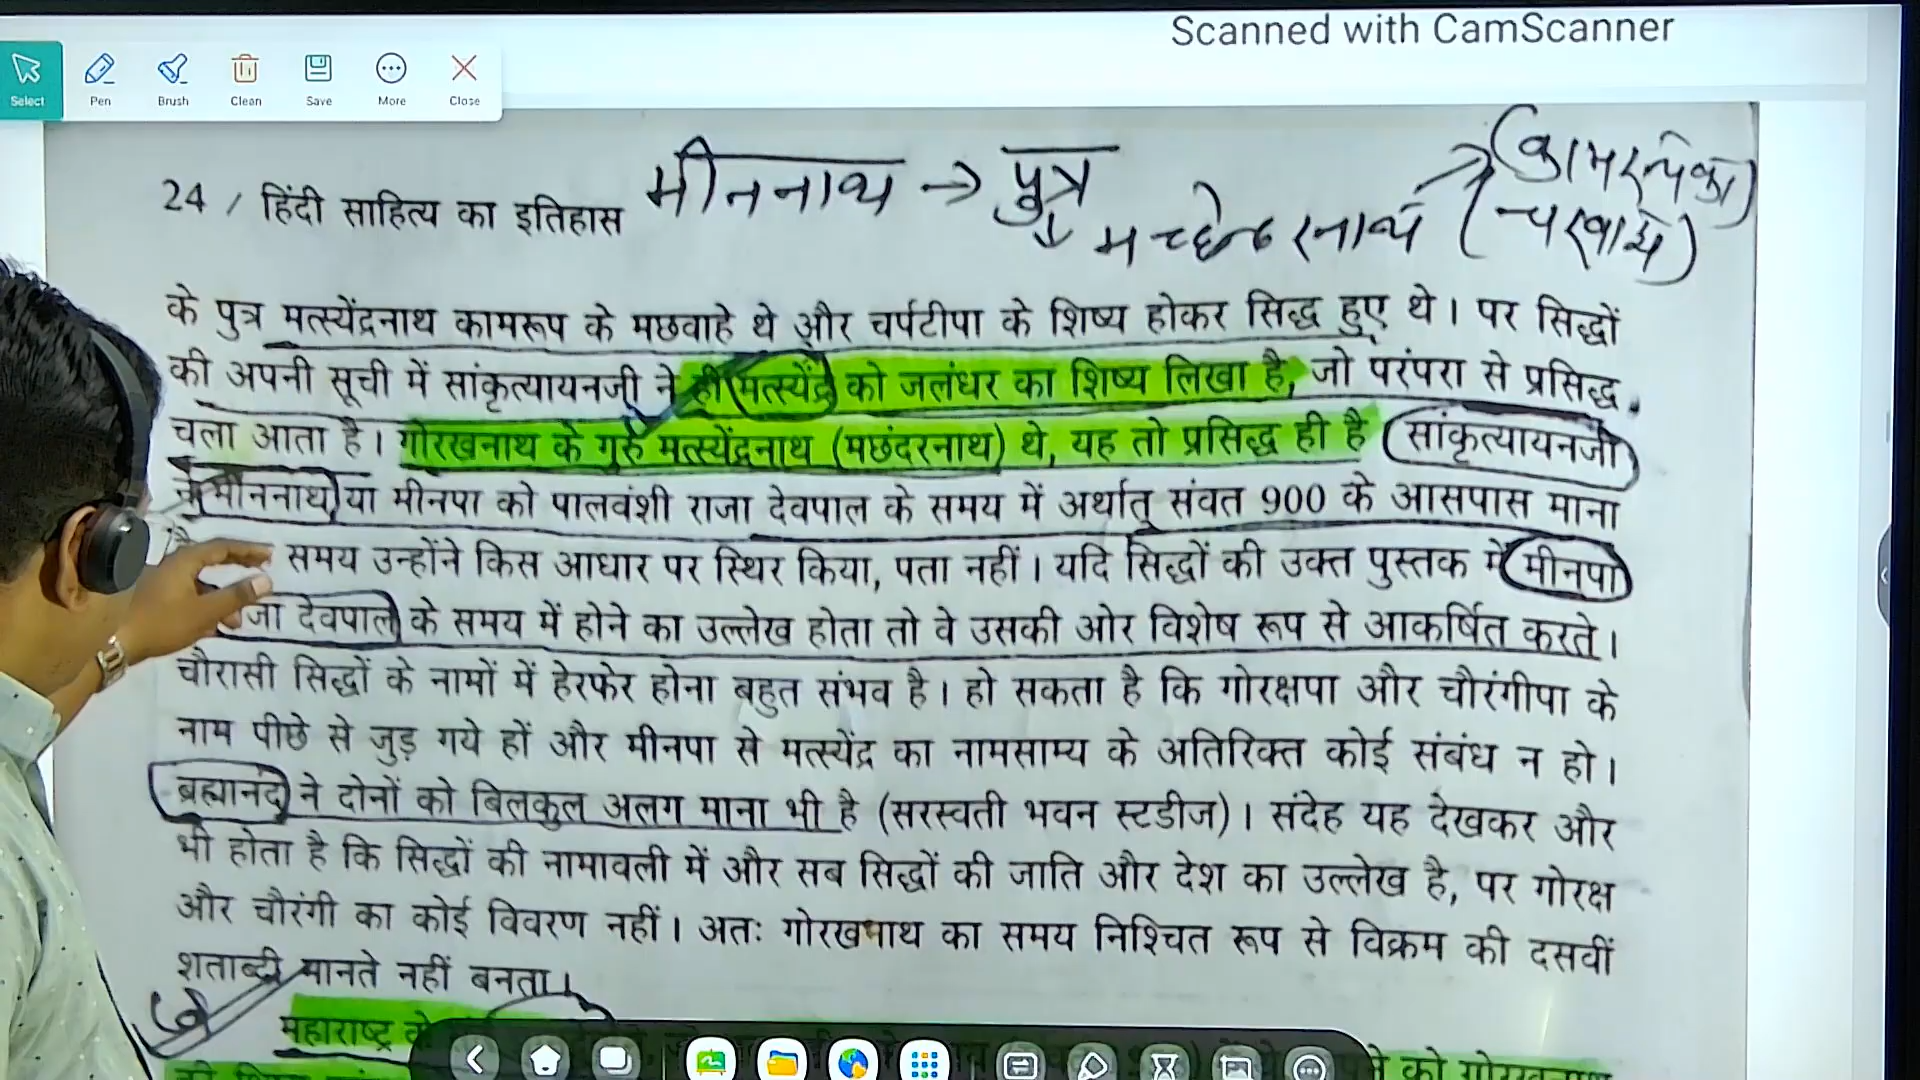 Scanned with CamScanner
Select Pen Brush Clean Save More Close
मीननाथ → पुत्र
24 / हिंदी साहित्य का इतिहास
के पुत्र मत्स्येंद्रनाथ कामरूप के मछवाहे थे और चर्पटीपा के शिष्य होकर सिद्ध हुए थे। पर सिद्धों
की अपनी सूची में सांकृत्यायनजी ने ही मत्स्येंद्र को जलंधर का शिष्य लिखा है, जो परंपरा से प्रसिद्ध
चला आता है। गोरखनाथ के गुरु मत्स्येंद्रनाथ (मछंदरनाथ) थे, यह तो प्रसिद्ध ही है सांकृत्यायनजी
ने मीननाथ या मीनपा को पालवंशी राजा देवपाल के समय में अर्थात् संवत 900 के आसपास माना
समय उन्होंने किस आधार पर स्थिर किया, पता नहीं। यदि सिद्धों की उक्त पुस्तक में मीनपा
देवपाल के समय में होने का उल्लेख होता तो वे उसकी ओर विशेष रूप से आकर्षित करते।
चौरासी सिद्धों के नामों में हेरफेर होना बहुत संभव है। हो सकता है कि गोरक्षपा और चौरंगीपा के
नाम पीछे से जुड़ गये हों और मीनपा से मत्स्येंद्र का नामसाम्य के अतिरिक्त कोई संबंध न हो।
ब्रह्मानंद ने दोनों को बिलकुल अलग माना भी है (सरस्वती भवन स्टडीज)। संदेह यह देखकर और
भी होता है कि सिद्धों की नामावली में और सब सिद्धों की जाति और देश का उल्लेख है, पर गोरक्ष
और चौरंगी का कोई विवरण नहीं। अतः गोरखनाथ का समय निश्चित रूप से विक्रम की दसवीं
शताब्दी मानते नहीं बनता।
महाराष्ट्र